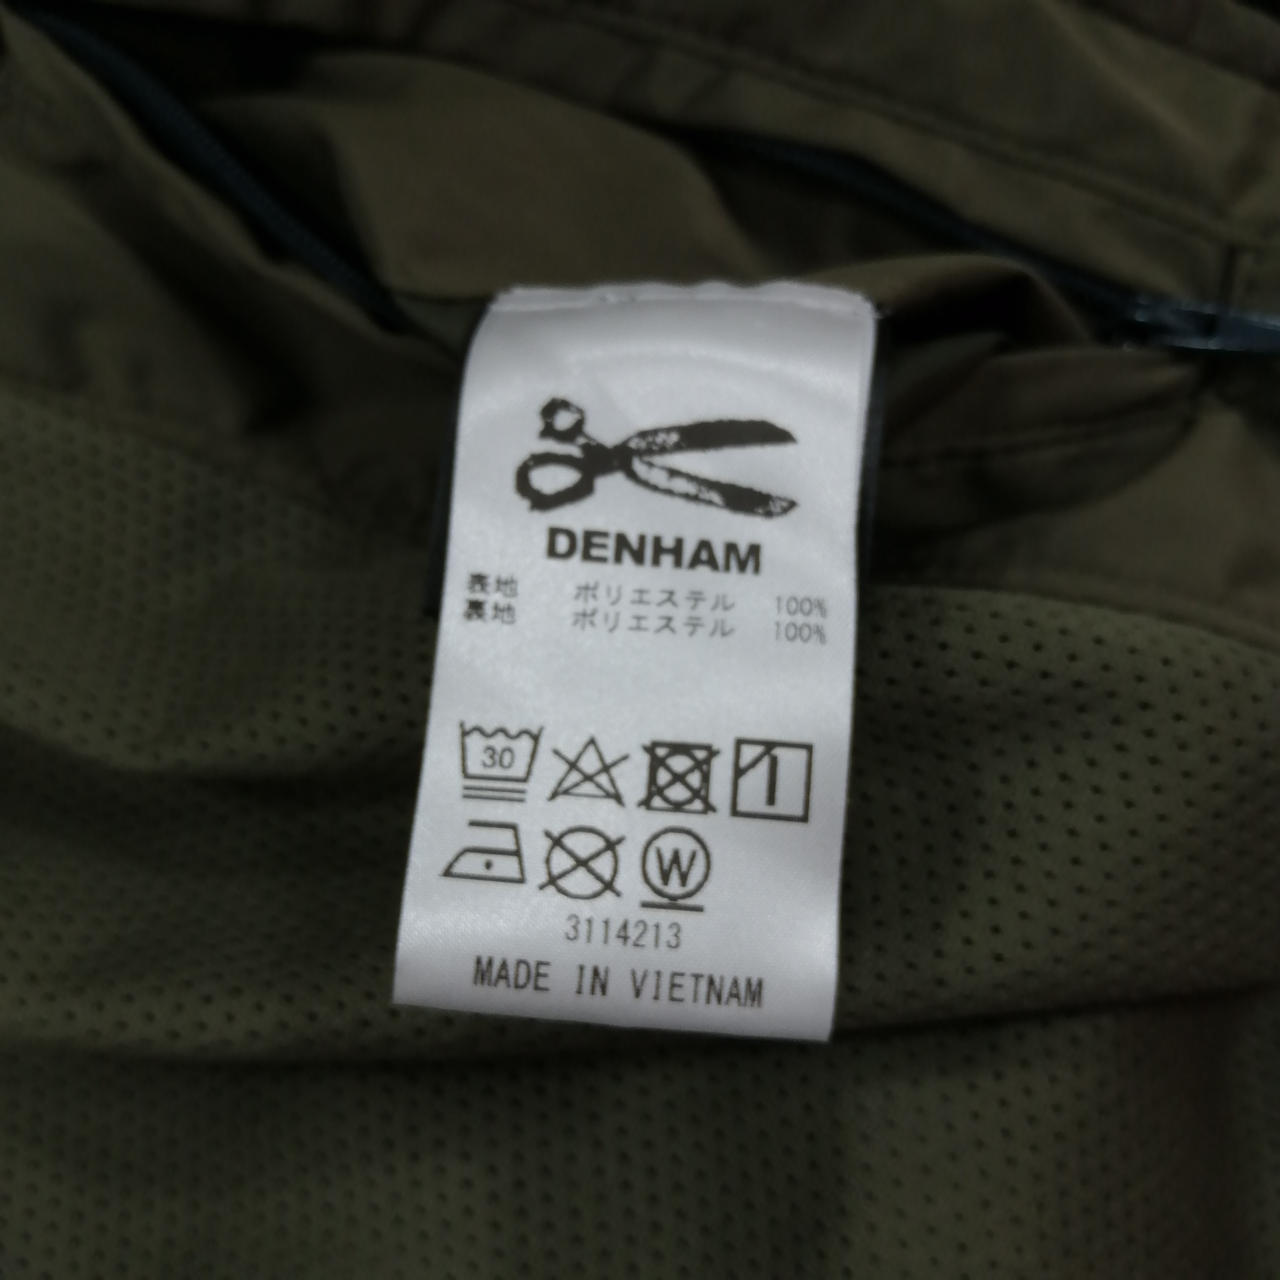 DENHAM
表地 ポリエステル 100%
裏地 ポリエステル 100%
30
W
3114213
MADE IN VIETNAM